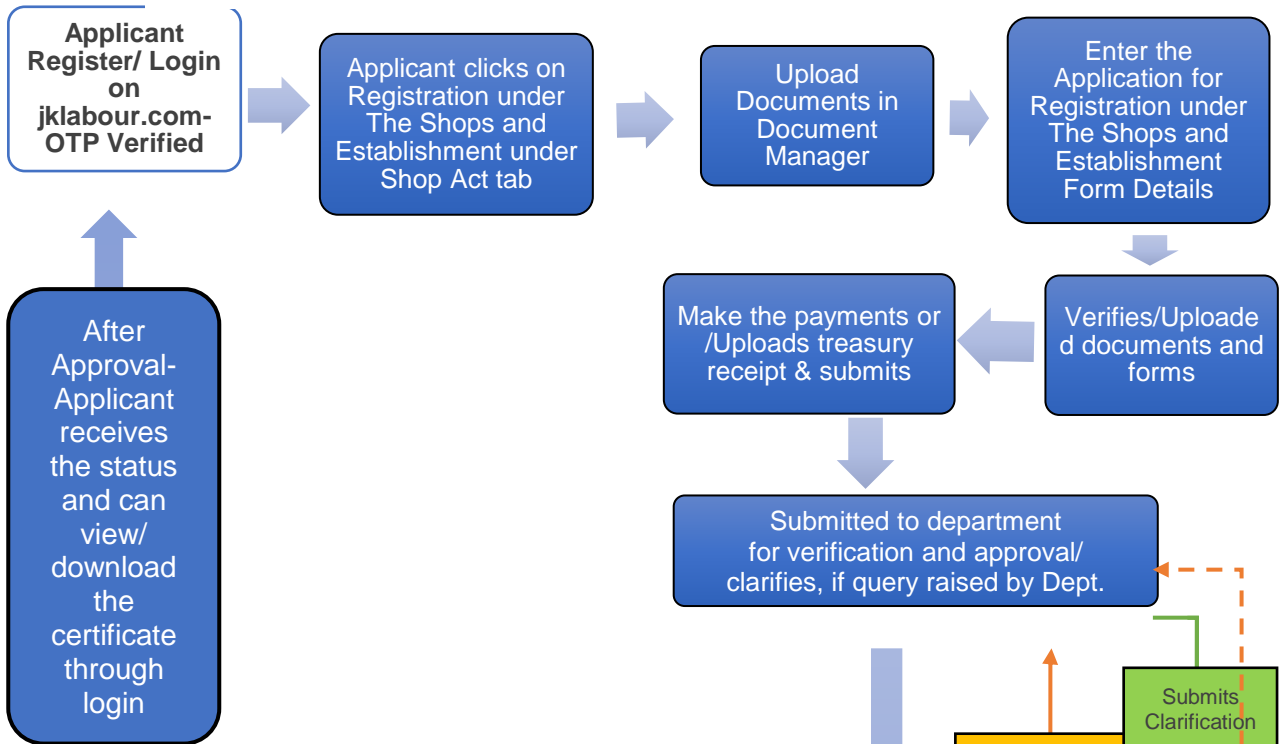 Applicant
Register/ Login
on
jklabour.com-
OTP Verified
Applicant clicks on
Registration under
The Shops and
Establishment under
Shop Act tab
Upload
Documents in
Document
Manager
Enter the
Application for
Registration under
The Shops and
Establishment
Form Details
Verifies/Uploade
d documents and
forms
Make the payments or
/Uploads treasury
receipt & submits
Submitted to department
for verification and approval/
clarifies, if query raised by Dept.
Submits
Clarification
After
Approval-
Applicant
receives
the status
and can
view/
download
the
certificate
through
login